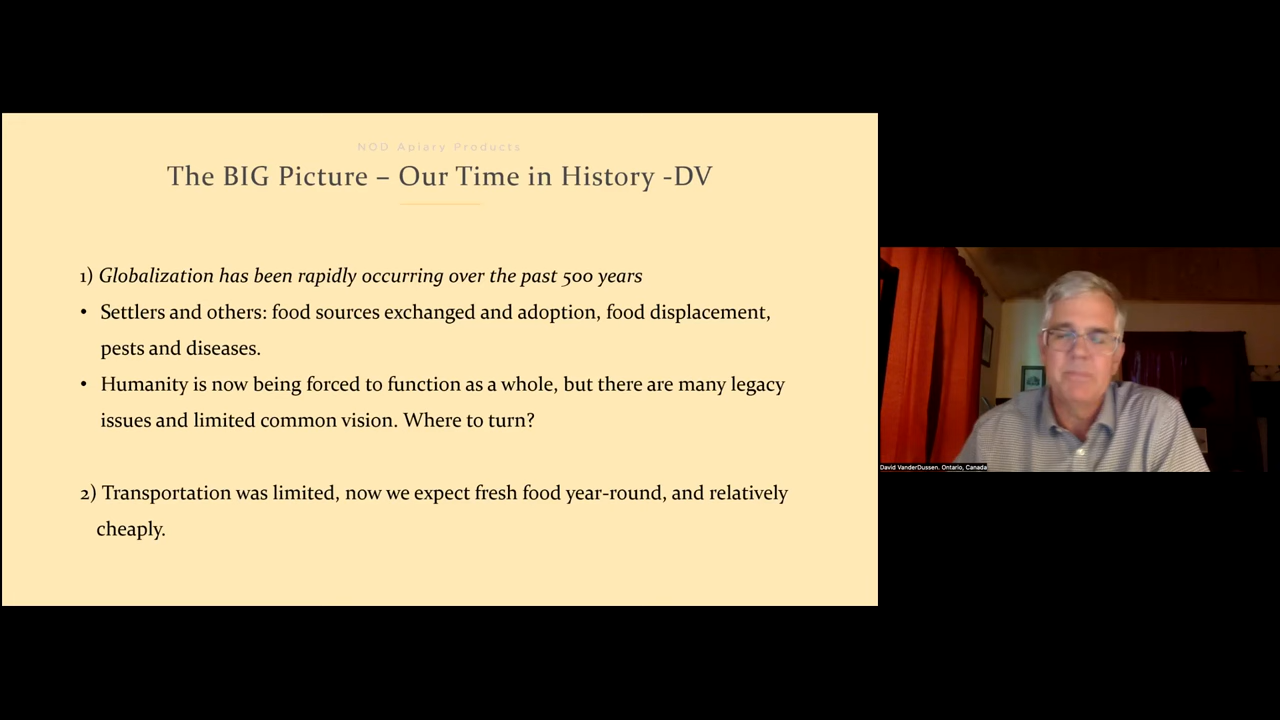 NOD Apiary Products
The BIG Picture – Our Time in History -DV
1) Globalization has been rapidly occurring over the past 500 years
• Settlers and others: food sources exchanged and adoption, food displacement,
pests and diseases.
• Humanity is now being forced to function as a whole, but there are many legacy
issues and limited common vision. Where to turn?
2) Transportation was limited, now we expect fresh food year-round, and relatively
cheaply.
David VanderDussen, Ontario, Canada